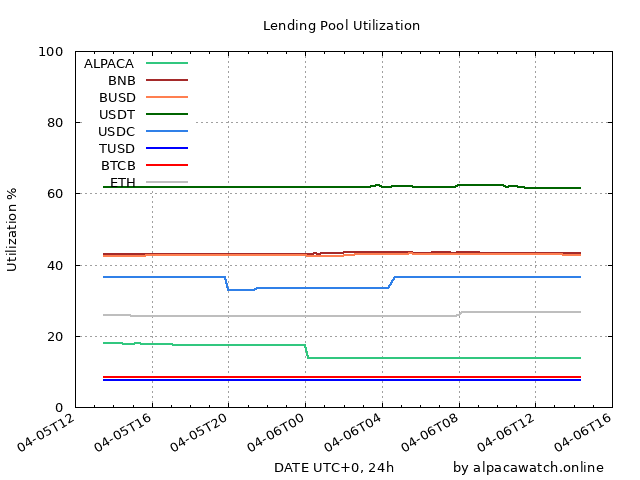 Lending Pool Utilization
100
80
60
40
20
0
Utilization %
ALPACA
BNB
BUSD
USDT
USDC
TUSD
BTCB
ETH
04-05T12
04-05T16
04-05T20
04-06T00
04-06T04
04-06T08
04-06T12
04-06T16
DATE UTC+0, 24h
by alpacawatch.online